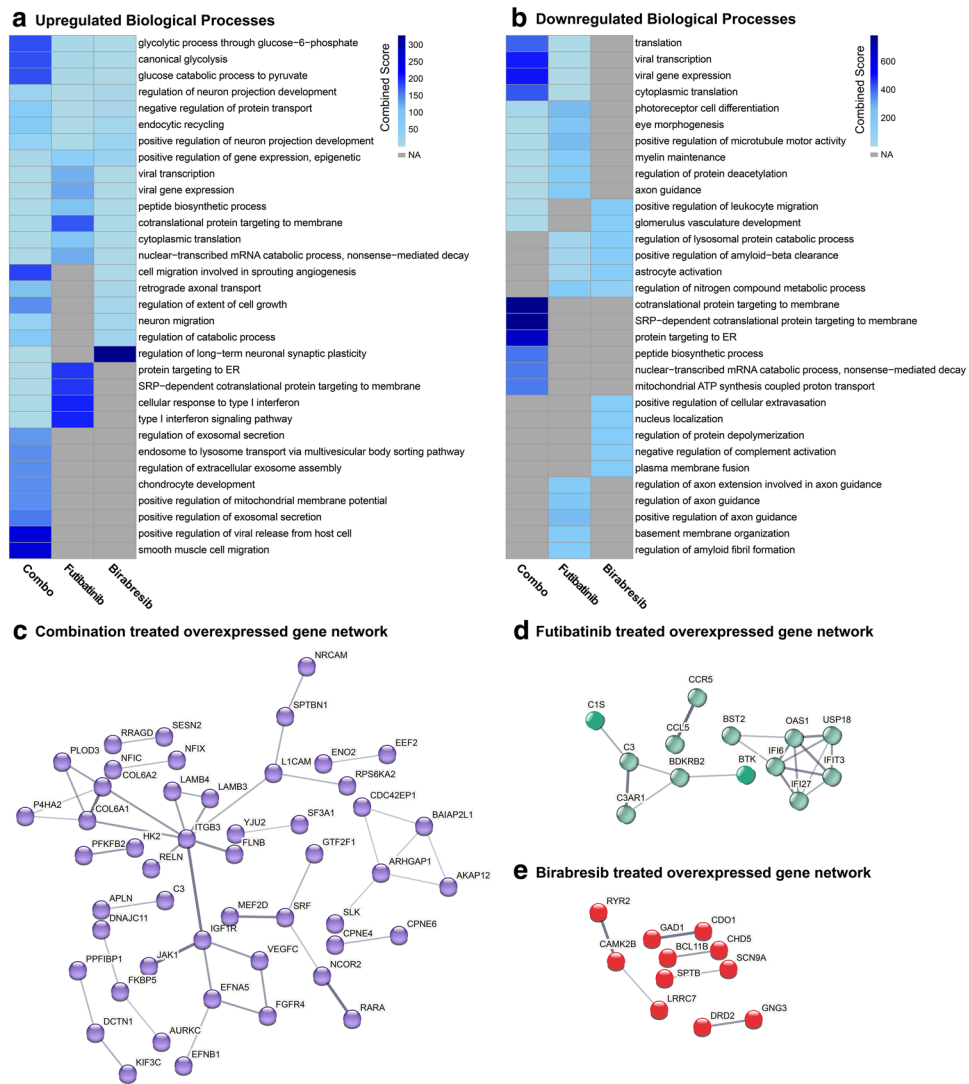 a Upregulated Biological Processes
glycolytic process through glucose−6−phosphate
canonical glycolysis
glucose catabolic process to pyruvate
regulation of neuron projection development
negative regulation of protein transport
endocytic recycling
positive regulation of neuron projection development
positive regulation of gene expression, epigenetic
viral transcription
viral gene expression
peptide biosynthetic process
cotranslational protein targeting to membrane
cytoplasmic translation
nuclear-transcribed mRNA catabolic process, nonsense-mediated decay
cell migration involved in sprouting angiogenesis
retrograde axonal transport
regulation of extent of cell growth
neuron migration
regulation of catabolic process
regulation of long-term neuronal synaptic plasticity
protein targeting to ER
SRP−dependent cotranslational protein targeting to membrane
cellular response to type I interferon
type I interferon signaling pathway
regulation of exosomal secretion
endosome to lysosome transport via multivesicular body sorting pathway
regulation of extracellular exosome assembly
chondrocyte development
positive regulation of mitochondrial membrane potential
positive regulation of exosomal secretion
positive regulation of viral release from host cell
smooth muscle cell migration
Combo
Futibatinib
Birabresib
Combined Score
300
250
200
150
100
50
NA
b Downregulated Biological Processes
translation
viral transcription
viral gene expression
cytoplasmic translation
photoreceptor cell differentiation
eye morphogenesis
positive regulation of microtubule motor activity
myelin maintenance
regulation of protein deacetylation
axon guidance
positive regulation of leukocyte migration
glomerulus vasculature development
regulation of lysosomal protein catabolic process
positive regulation of amyloid−beta clearance
astrocyte activation
regulation of nitrogen compound metabolic process
cotranslational protein targeting to membrane
SRP−dependent cotranslational protein targeting to membrane
protein targeting to ER
peptide biosynthetic process
nuclear-transcribed mRNA catabolic process, nonsense-mediated decay
mitochondrial ATP synthesis coupled proton transport
positive regulation of cellular extravasation
nucleus localization
regulation of protein depolymerization
negative regulation of complement activation
plasma membrane fusion
regulation of axon extension involved in axon guidance
regulation of axon guidance
positive regulation of axon guidance
basement membrane organization
regulation of amyloid fibril formation
Combo
Futibatinib
Birabresib
Combined Score
600
400
200
NA
c Combination treated overexpressed gene network
NRCAM
SPTBN1
SESN2
RRAGD
PLOD3
NFIX
NFIC
ENO2
EEF2
L1CAM
COL6A2
LAMB4
LAMB3
RPS6KA2
P4HA2
COL6A1
CDC42EP1
ITGB3
YJU2
SF3A1
BAIAP2L1
PFKFB2
HK2
FLNB
RELN
GTF2F1
ARHGAP1
AKAP12
APLN
C3
MEF2D
SRF
SLK
DNAJC11
IGF1R
CPNE4
CPNE6
JAK1
VEGFC
PPFIBP1
FKBP5
EFNA5
NCOR2
FGFR4
RARA
DCTN1
AURKC
EFNB1
KIF3C
d Futibatinib treated overexpressed gene network
CCR5
C1S
CCL5
BST2
OAS1
USP18
C3
BDKRB2
BTK
IFI6
IFIT3
C3AR1
IFI27
e Birabresib treated overexpressed gene network
RYR2
GAD1
CDO1
CAMK2B
BCL11B
CHD5
SPTB
SCN9A
LRRC7
DRD2
GNG3